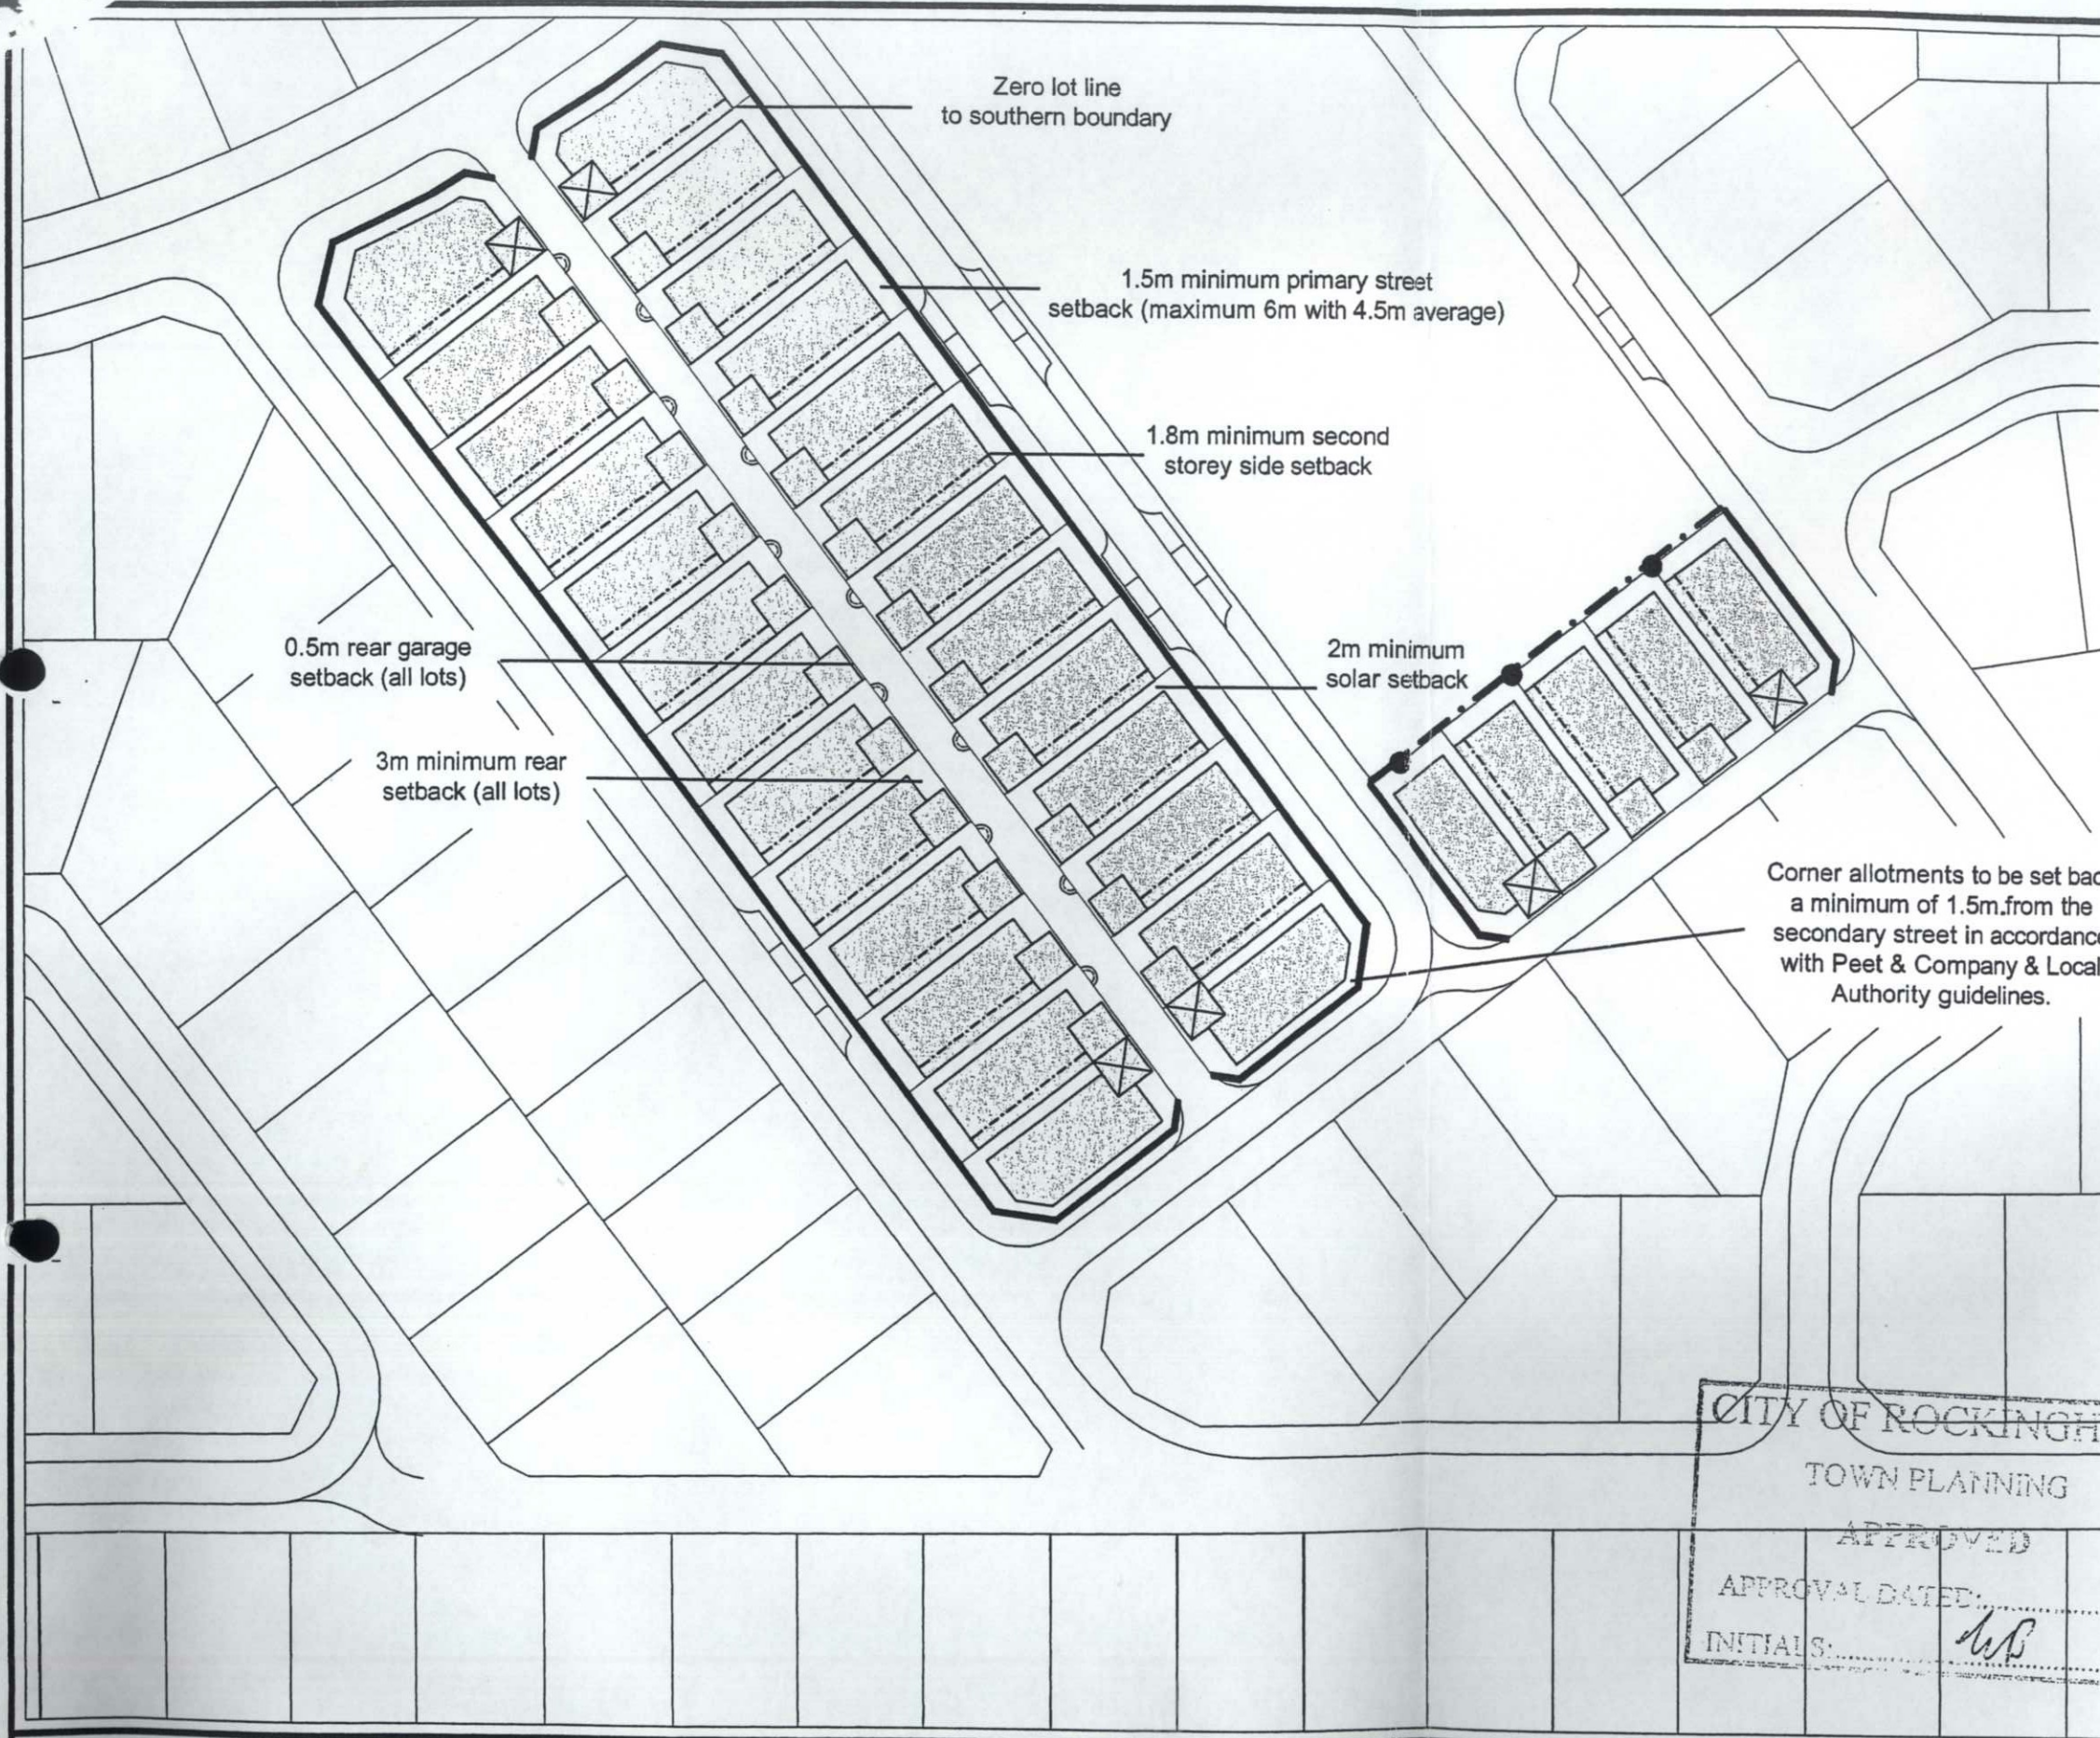 Zero lot line
to southern boundary
1.5m minimum primary street
setback (maximum 6m with 4.5m average)
1.8m minimum second
storey side setback
0.5m rear garage
setback (all lots)
2m minimum
solar setback
3m minimum rear
setback (all lots)
Corner allotments to be set bac
a minimum of 1.5m.from the
secondary street in accordance
with Peet & Company & Local
Authority guidelines.
CITY OF ROCKINGH
TOWN PLANNING
APPROVED
APPROVAL DATED:
INITIALS: